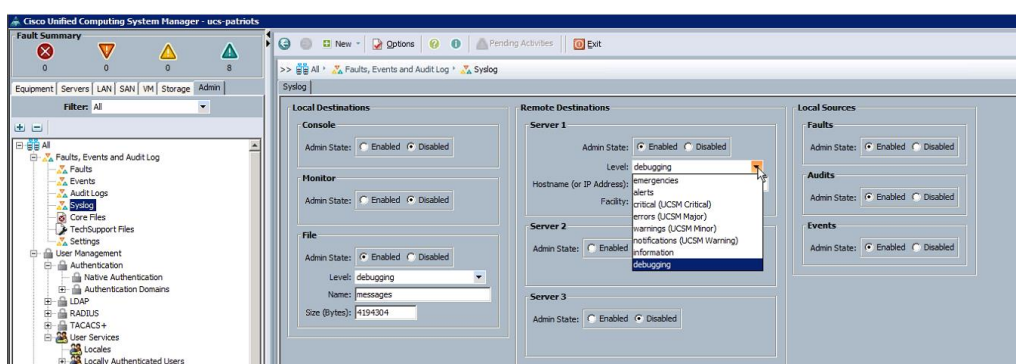 Cisco Unified Computing System Manager - ucs-patriots
Fault Summary
0 0 0 8
Equipment Servers LAN SAN VM Storage Admin
Filter: All
All
Faults, Events and Audit Log
Faults
Events
Audit Logs
Syslog
Core Files
TechSupport Files
Settings
User Management
Authentication
Native Authentication
Authentication Domains
LDAP
RADIUS
TACACS+
User Services
Locales
Locally Authenticated Users
New Options Pending Activities Exit
>> All Faults, Events and Audit Log Syslog
Syslog
Local Destinations
Console
Admin State: Enabled Disabled
Monitor
Admin State: Enabled Disabled
File
Admin State: Enabled Disabled
Level: debugging
Name: messages
Size (Bytes): 4194304
Remote Destinations
Server 1
Admin State: Enabled Disabled
Level: debugging
Hostname (or IP Address):
Facility:
emergencies
alerts
critical (UCSM Critical)
errors (UCSM Major)
warnings (UCSM Minor)
notifications (UCSM Warning)
information
debugging
Server 2
Admin State: Enabled
Server 3
Admin State: Enabled Disabled
Local Sources
Faults
Admin State: Enabled Disabled
Audits
Admin State: Enabled Disabled
Events
Admin State: Enabled Disabled